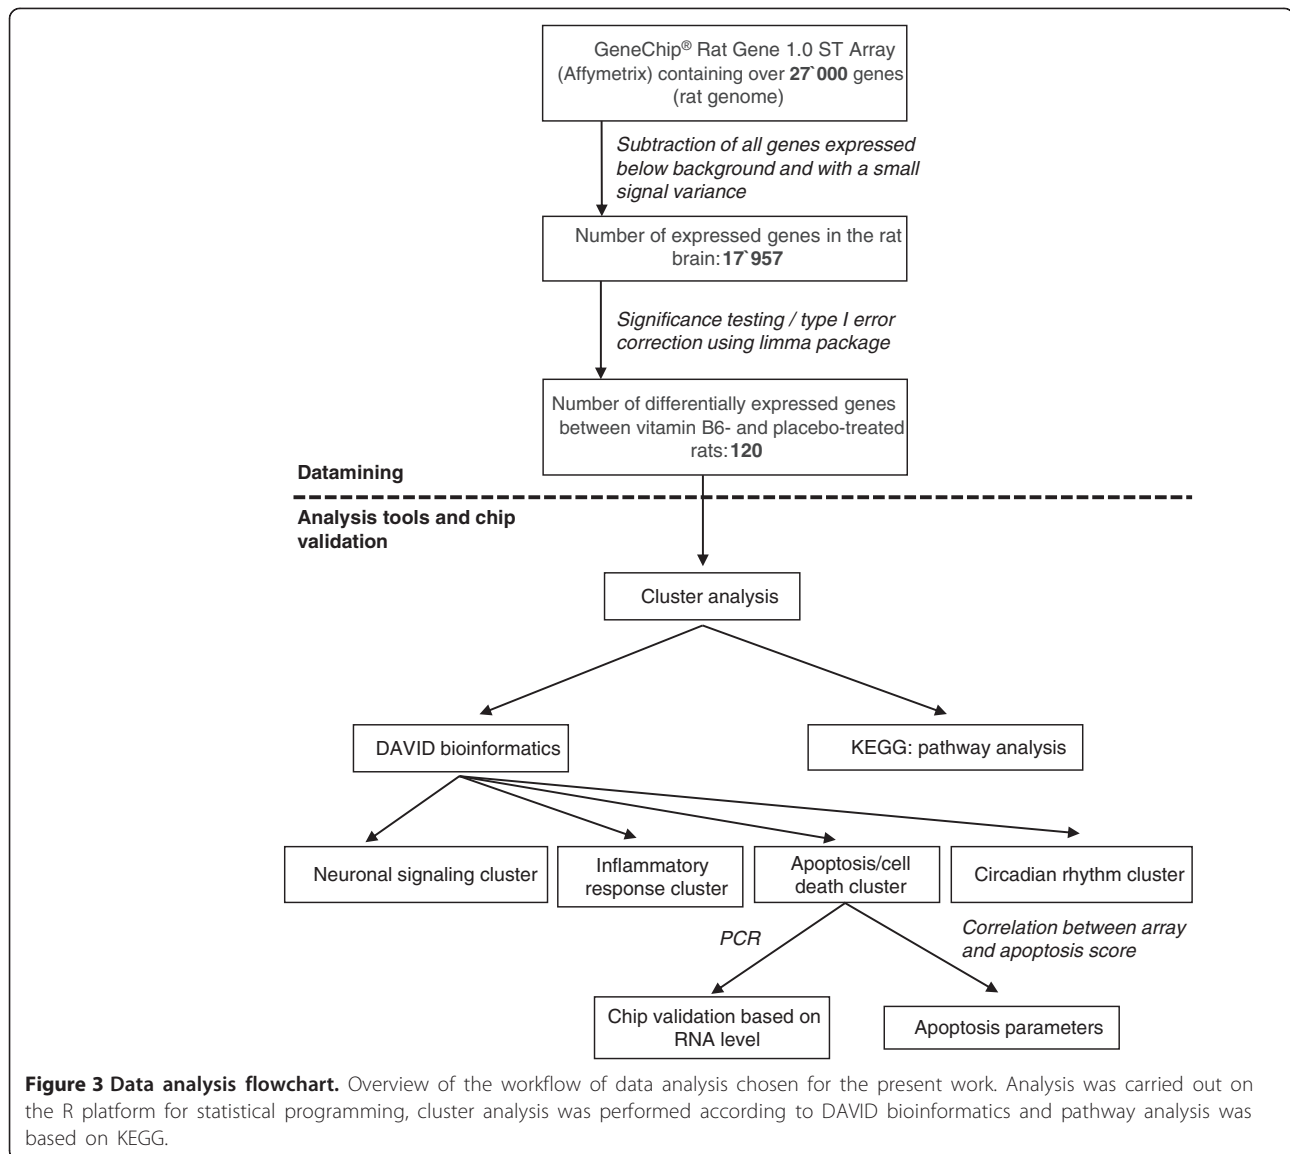 GeneChip® Rat Gene 1.0 ST Array
(Affymetrix) containing over 27`000 genes
(rat genome)
Subtraction of all genes expressed
below background and with a small
signal variance
Number of expressed genes in the rat
brain: 17`957
Significance testing / type I error
correction using limma package
Number of differentially expressed genes
between vitamin B6- and placebo-treated
rats: 120
Datamining
Analysis tools and chip
validation
Cluster analysis
DAVID bioinformatics
KEGG: pathway analysis
Neuronal signaling cluster
Inflammatory
response cluster
Apoptosis/cell
death cluster
Circadian rhythm cluster
PCR
Correlation between array
and apoptosis score
Chip validation based on
RNA level
Apoptosis parameters
Figure 3 Data analysis flowchart. Overview of the workflow of data analysis chosen for the present work. Analysis was carried out on
the R platform for statistical programming, cluster analysis was performed according to DAVID bioinformatics and pathway analysis was
based on KEGG.